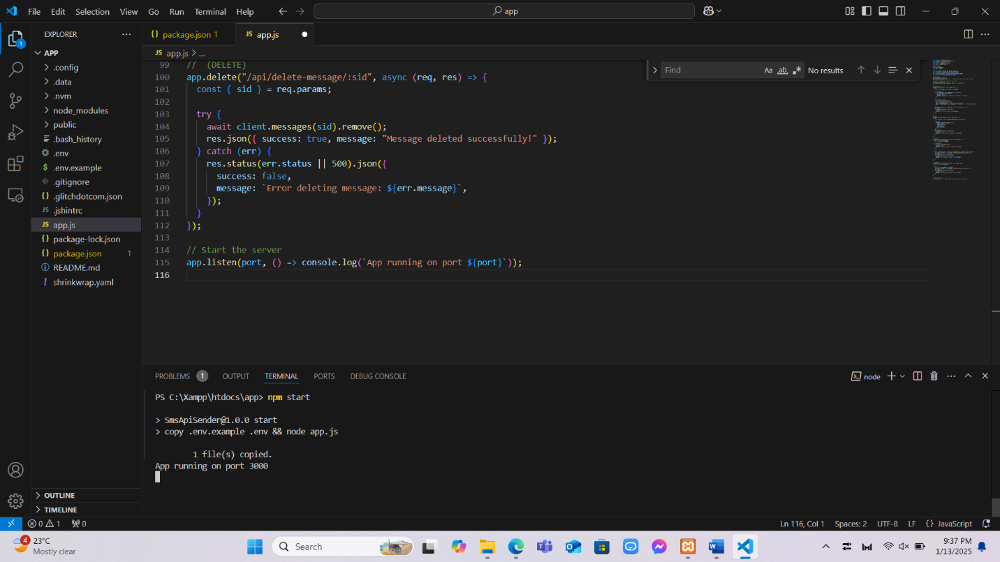 File Edit Selection View Go Run Terminal Help
app
EXPLORER
package.json 1
app.js
APP
.config
.data
.nvm
node_modules
public
.bash_history
.env
.env.example
.gitignore
.glitchdotcom.json
.jshintrc
app.js
package-lock.json
package.json 1
README.md
shrinkwrap.yaml
OUTLINE
TIMELINE
JS app.js > ...
Find
No results
99 // (DELETE)
100 app.delete("/api/delete-message/:sid", async (req, res) => {
101 const { sid } = req.params;
102
103 try {
104 await client.messages(sid).remove();
105 res.json({ success: true, message: "Message deleted successfully!" });
106 } catch (err) {
107 res.status(err.status || 500).json({
108 success: false,
109 message: `Error deleting message: ${err.message}`,
110 });
111 }
112 });
113
114 // Start the server
115 app.listen(port, () => console.log(`App running on port ${port}`));
116
PROBLEMS 1 OUTPUT TERMINAL PORTS DEBUG CONSOLE
node
PS C:\Xampp\htdocs\app> npm start
> SmsApiSender@1.0.0 start
> copy .env.example .env && node app.js
1 file(s) copied.
App running on port 3000
0 1 0
Ln 116, Col 1 Spaces: 2 UTF-8 LF {} JavaScript
4
23°C
Mostly clear
Search
9:37 PM
1/13/2025